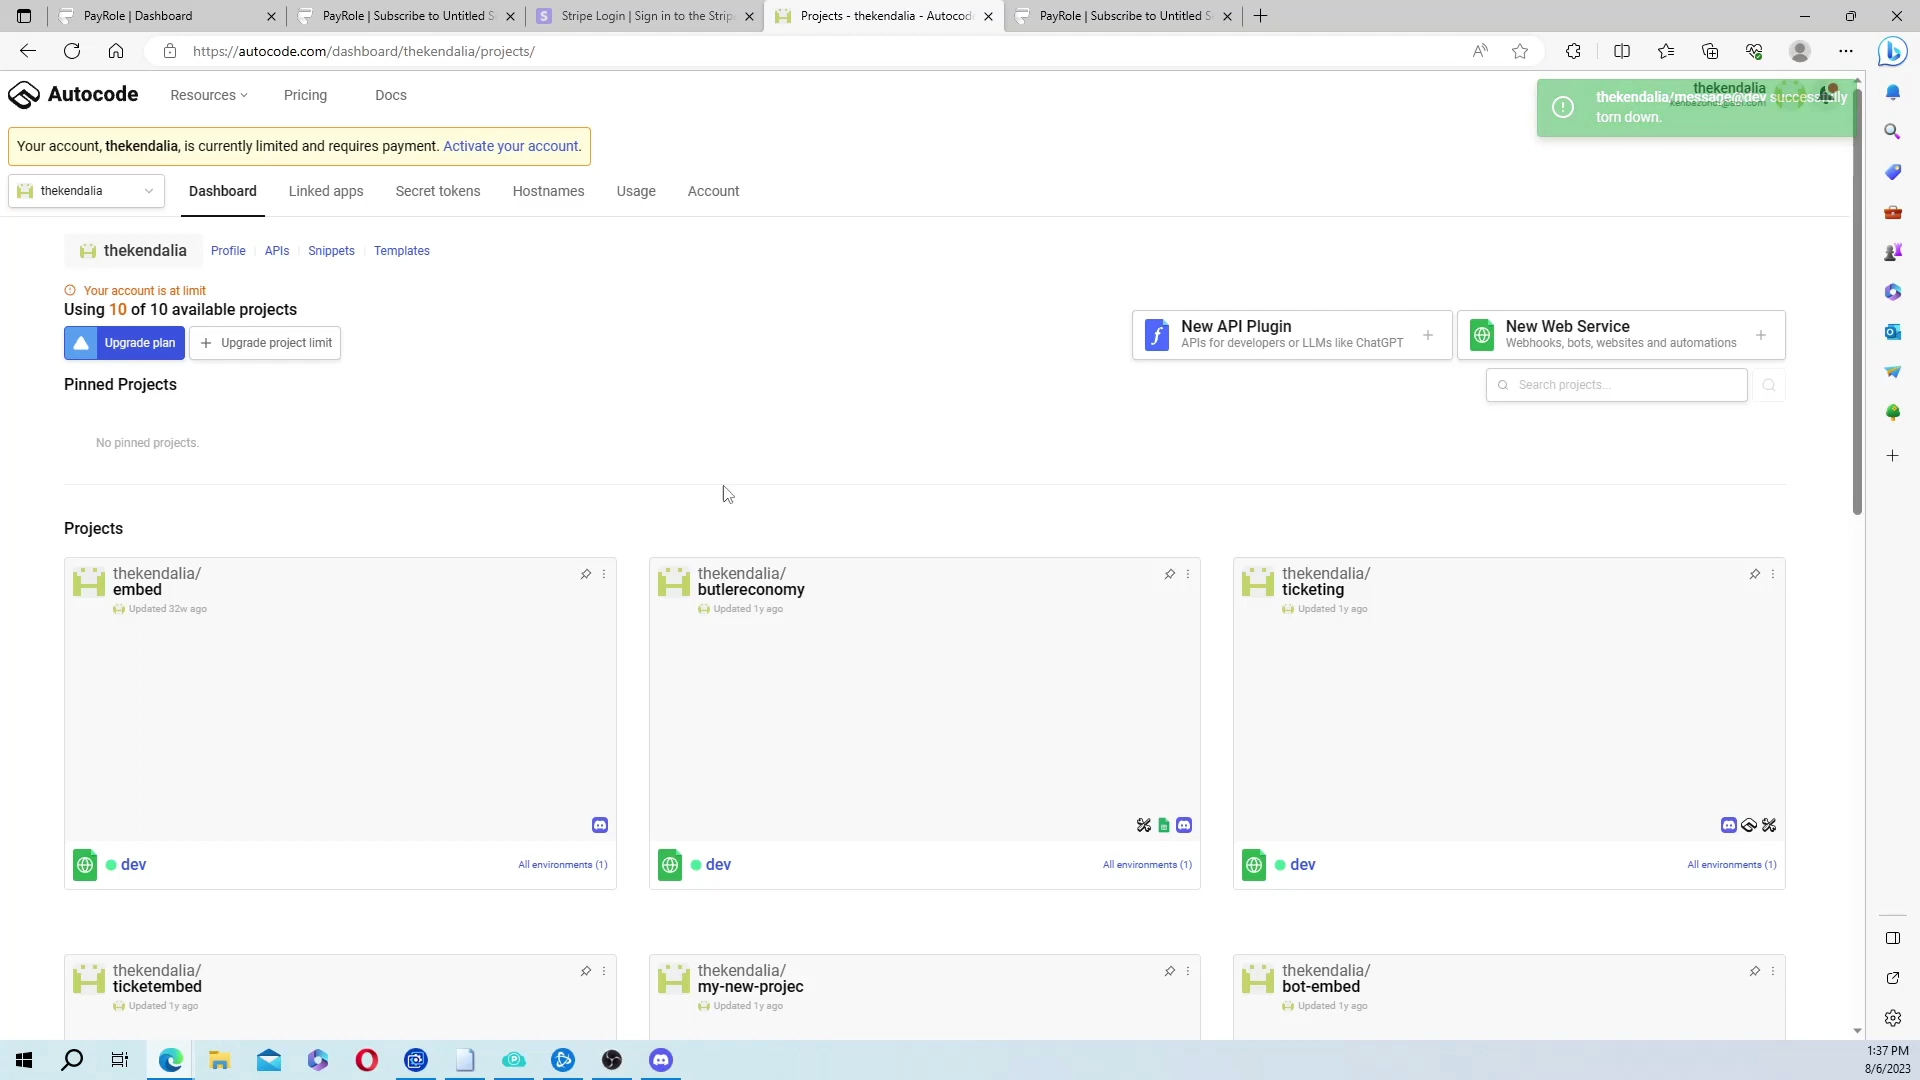 PayRole | Dashboard
PayRole | Subscribe to Untitled S
Stripe Login | Sign in to the Stripe
Projects - thekendalia - Autocode
PayRole | Subscribe to Untitled S
https://autocode.com/dashboard/thekendalia/projects/
Autocode
Resources
Pricing
Docs
thekendalia
thekendalia/message@dev successfully
torn down.
Your account, thekendalia, is currently limited and requires payment. Activate your account.
thekendalia
Dashboard
Linked apps
Secret tokens
Hostnames
Usage
Account
thekendalia
Profile
APIs
Snippets
Templates
Your account is at limit
Using 10 of 10 available projects
Upgrade plan
Upgrade project limit
New API Plugin
APIs for developers or LLMs like ChatGPT
New Web Service
Webhooks, bots, websites and automations
Pinned Projects
Search projects...
No pinned projects.
Projects
thekendalia/
embed
Updated 32w ago
thekendalia/
butlereconomy
Updated 1y ago
thekendalia/
ticketing
Updated 1y ago
dev
All environments (1)
dev
All environments (1)
dev
All environments (1)
thekendalia/
ticketembed
Updated 1y ago
thekendalia/
my-new-projec
Updated 1y ago
thekendalia/
bot-embed
Updated 1y ago
1:37 PM
8/6/2023